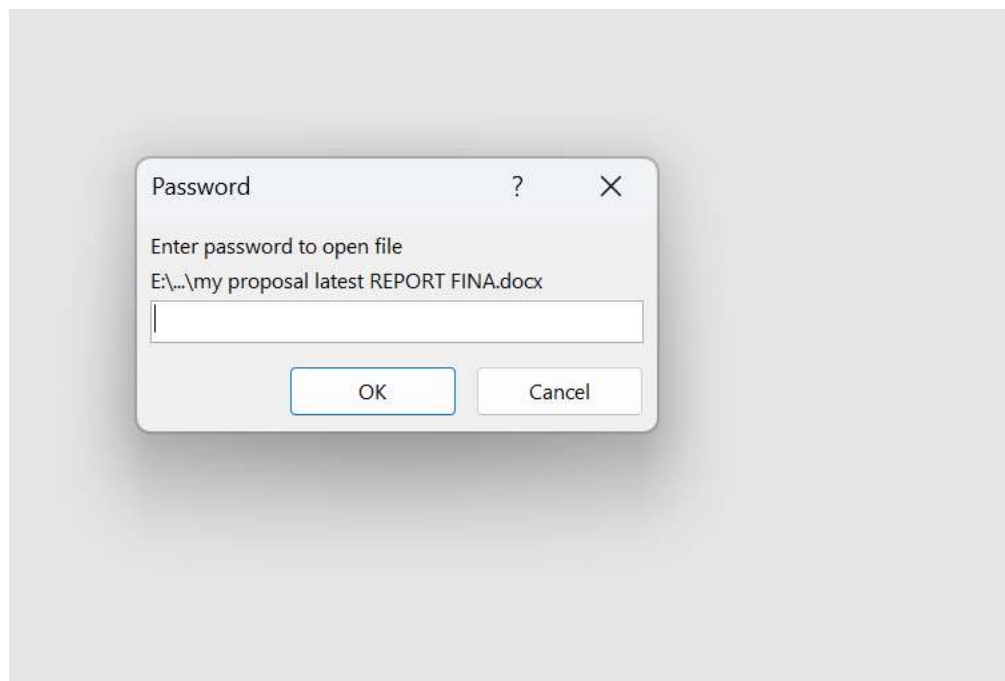 Password
Enter password to open file
E:\...\my proposal latest REPORT FINA.docx
OK Cancel